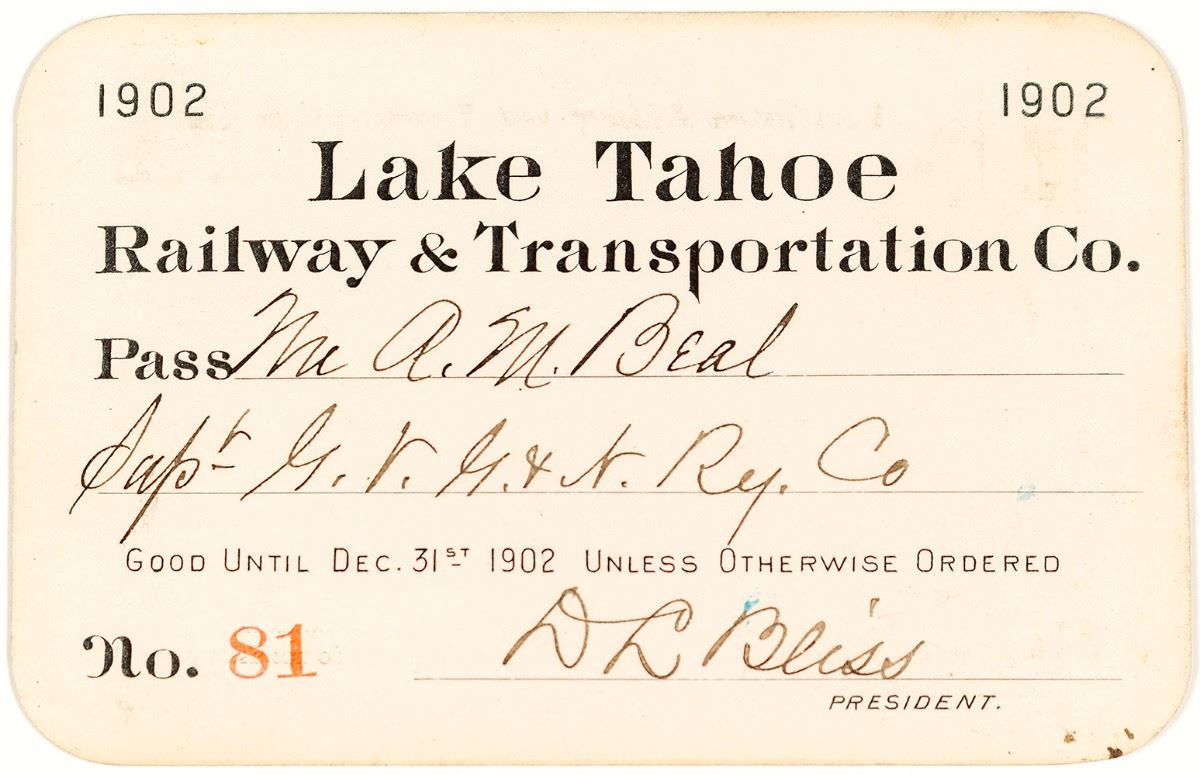 1902 1902
Lake Tahoe
Railway & Transportation Co.
Pass Mr A. M. Beal
Supt G. V. G. & N. Ry. Co
GOOD UNTIL DEC. 31ST 1902 UNLESS OTHERWISE ORDERED
No. 81 D L Bliss
PRESIDENT.